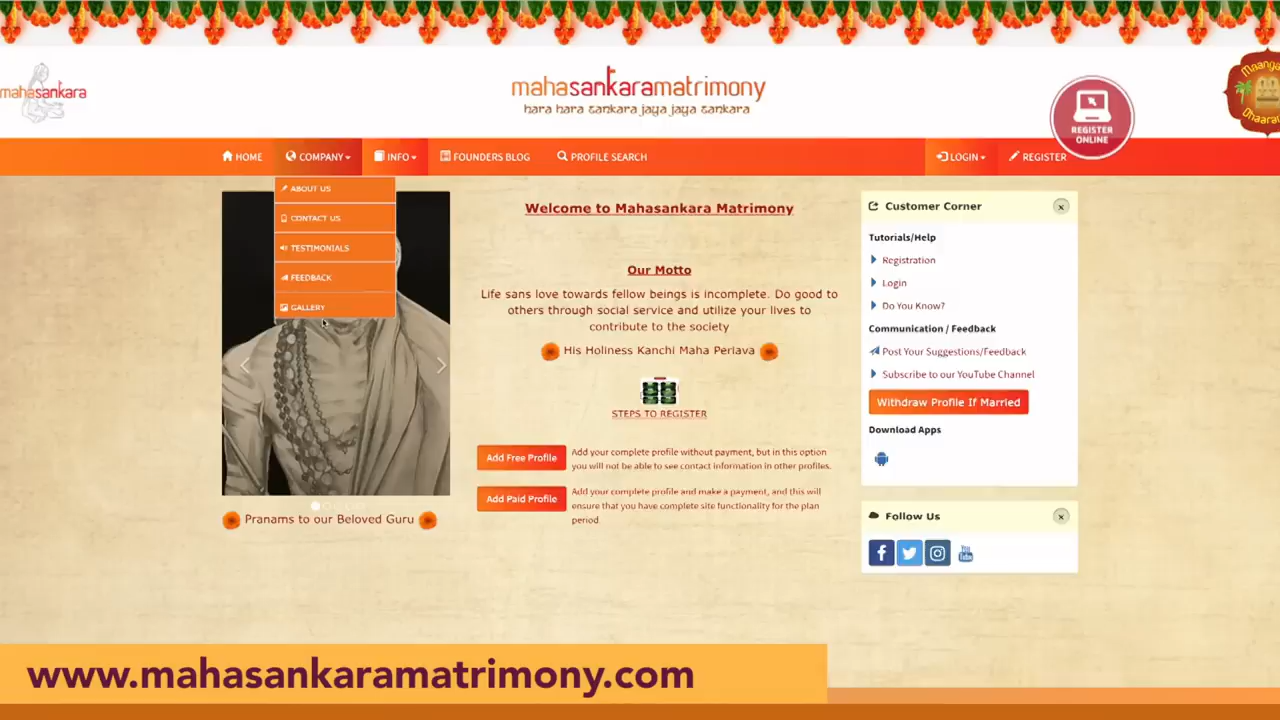 mahasankara
mahasankaramatrimony
hara hara sankara jaya jaya sankara
REGISTER
ONLINE
Maanga
Dhaaran
HOME
COMPANY
INFO
FOUNDERS BLOG
PROFILE SEARCH
LOGIN
REGISTER
ABOUT US
CONTACT US
TESTIMONIALS
FEEDBACK
GALLERY
Pranams to our Beloved Guru
Welcome to Mahasankara Matrimony
Our Motto
Life sans love towards fellow beings is incomplete. Do good to
others through social service and utilize your lives to
contribute to the society
His Holiness Kanchi Maha Periava
STEPS TO REGISTER
Add Free Profile
Add your complete profile without payment, but in this option
you will not be able to see contact information in other profiles.
Add Paid Profile
Add your complete profile and make a payment, and this will
ensure that you have complete site functionality for the plan
period
Customer Corner
Tutorials/Help
Registration
Login
Do You Know?
Communication / Feedback
Post Your Suggestions/Feedback
Subscribe to our YouTube Channel
Withdraw Profile If Married
Download Apps
Follow Us
You
Tube
www.mahasankaramatrimony.com